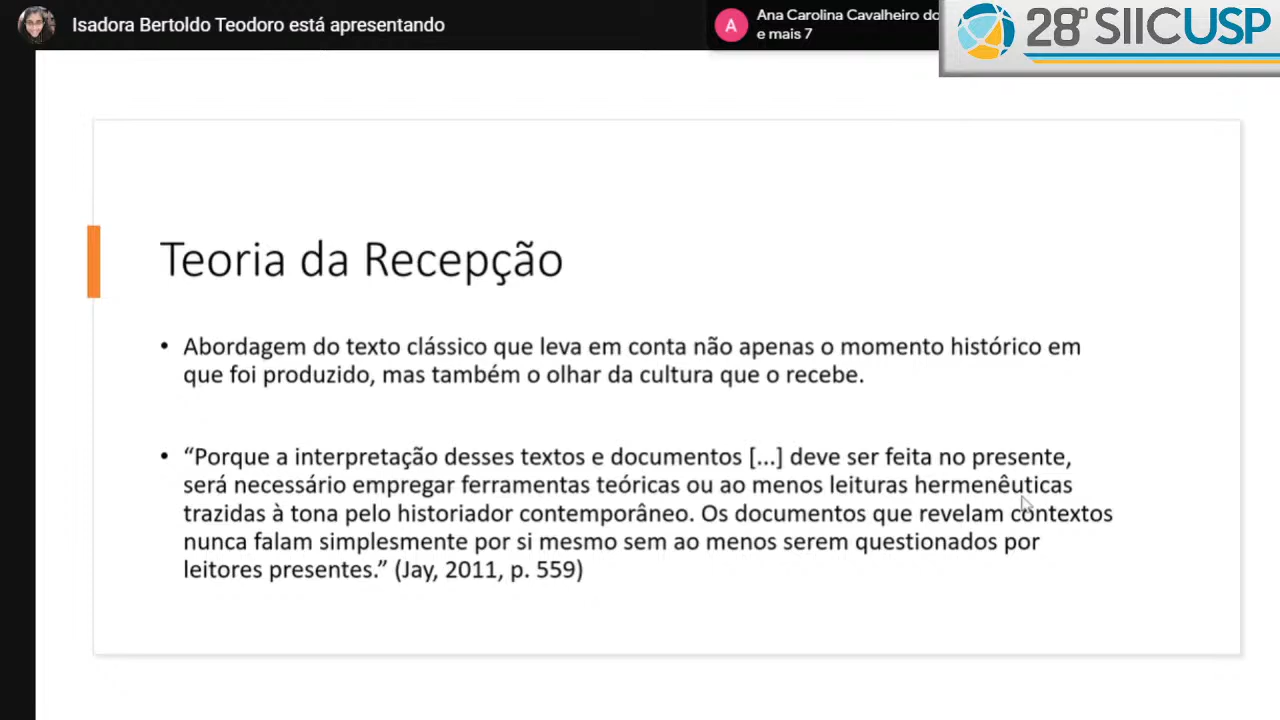 Isadora Bertoldo Teodoro está apresentando
A
Ana Carolina Cavalheiro do
e mais 7
28º SIICUSP
Teoria da Recepção
• Abordagem do texto clássico que leva em conta não apenas o momento histórico em
que foi produzido, mas também o olhar da cultura que o recebe.
• “Porque a interpretação desses textos e documentos [...] deve ser feita no presente,
será necessário empregar ferramentas teóricas ou ao menos leituras hermenêuticas
trazidas à tona pelo historiador contemporâneo. Os documentos que revelam contextos
nunca falam simplesmente por si mesmo sem ao menos serem questionados por
leitores presentes.” (Jay, 2011, p. 559)